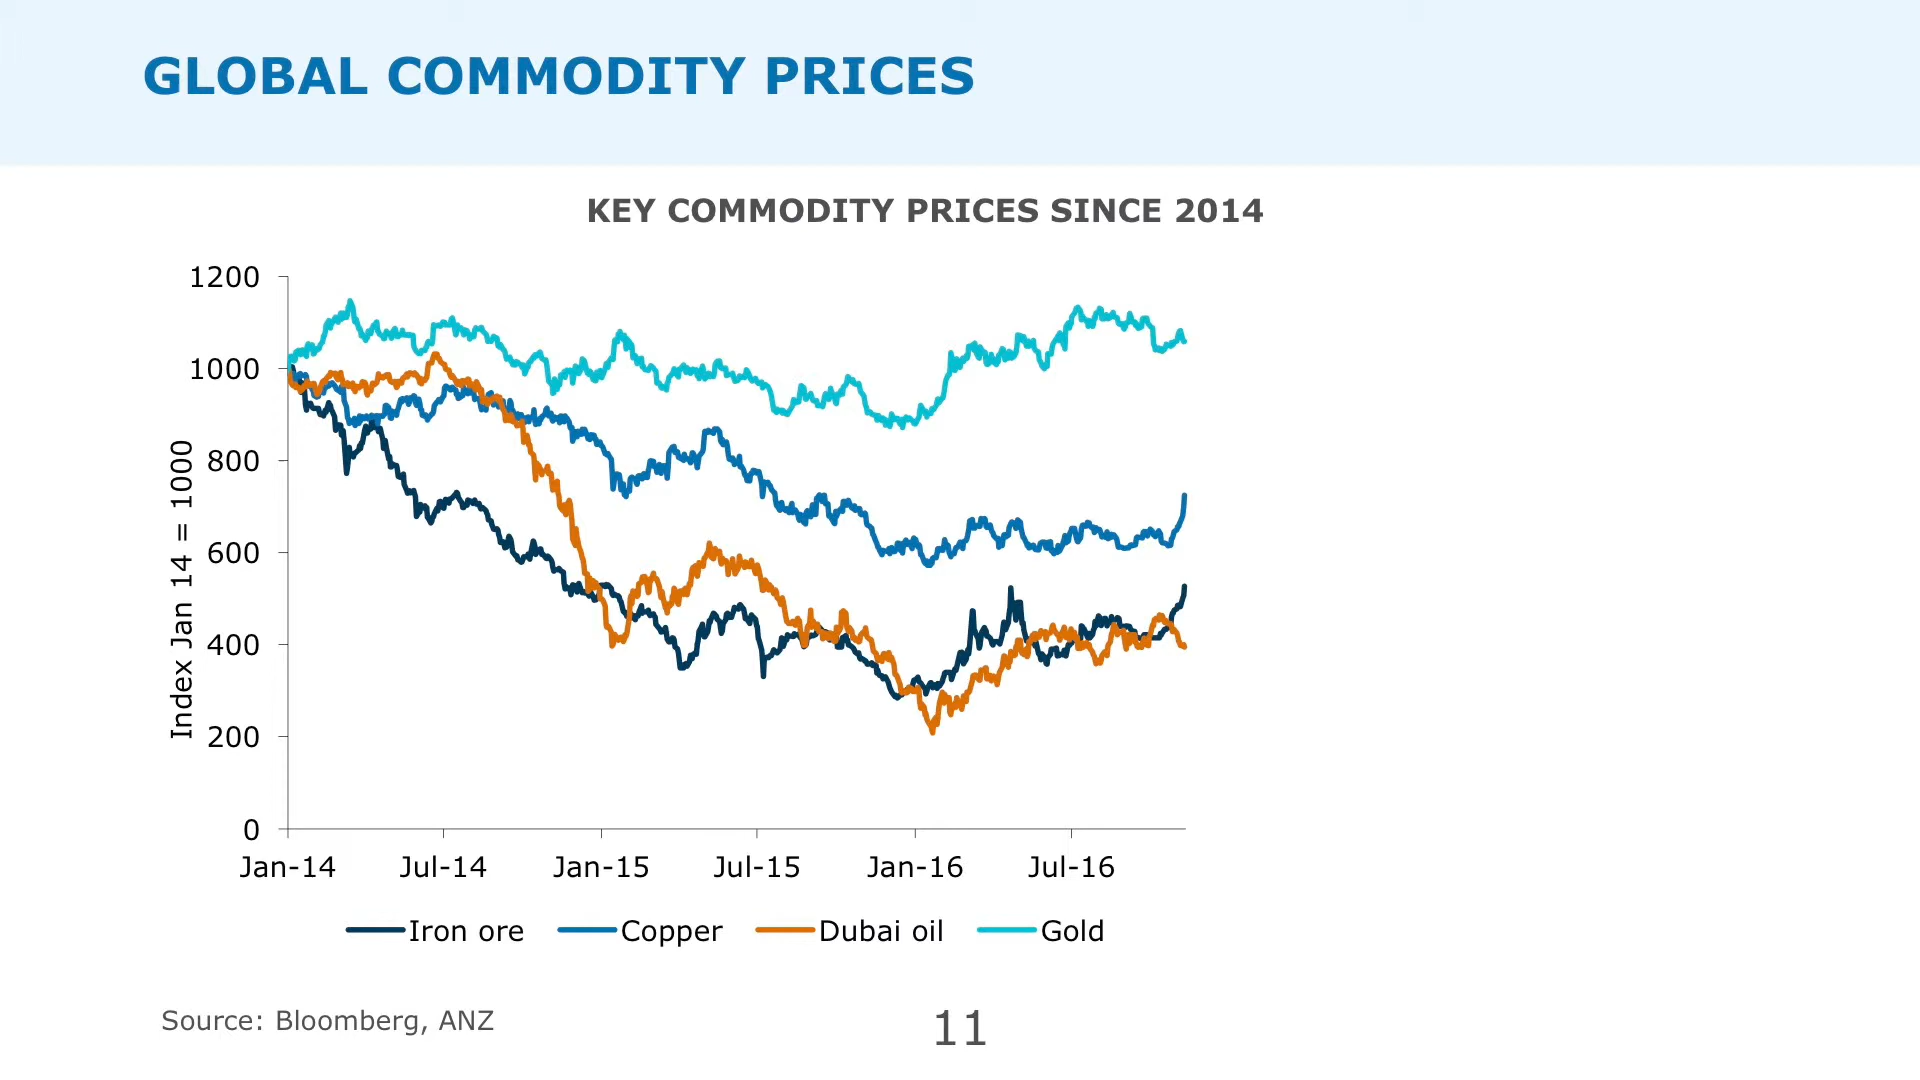 GLOBAL COMMODITY PRICES
KEY COMMODITY PRICES SINCE 2014
Index Jan 14 = 1000
1200
1000
800
600
400
200
0
Jan-14 Jul-14 Jan-15 Jul-15 Jan-16 Jul-16
Iron ore Copper Dubai oil Gold
Source: Bloomberg, ANZ
11